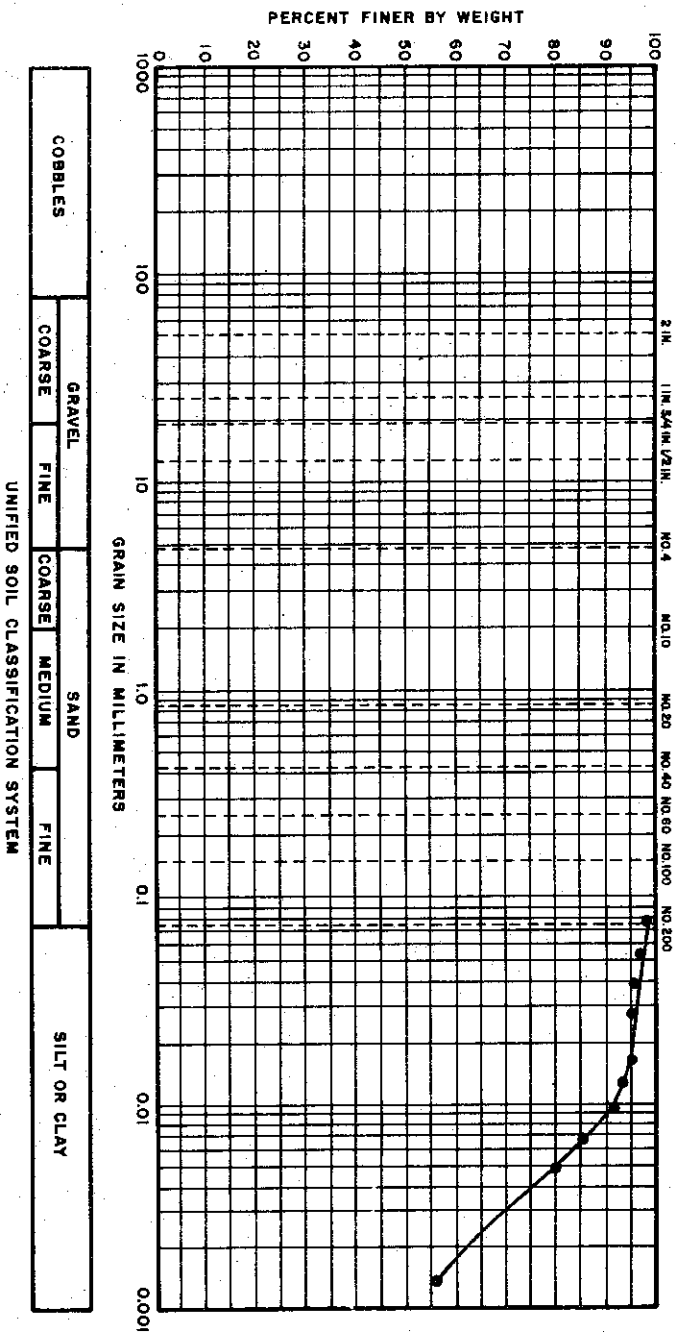 PERCENT FINER BY WEIGHT
0 10 20 30 40 50 60 70 80 90 100
2 IN. 1 IN. 3/4 IN. 1/2 IN. NO.4 NO.10 NO.20 NO.40 NO.60 NO.100 NO.200
1000 100 10 1.0 0.1 0.01 0.001
GRAIN SIZE IN MILLIMETERS
COBBLES GRAVEL SAND SILT OR CLAY
COARSE FINE COARSE MEDIUM FINE
UNIFIED SOIL CLASSIFICATION SYSTEM